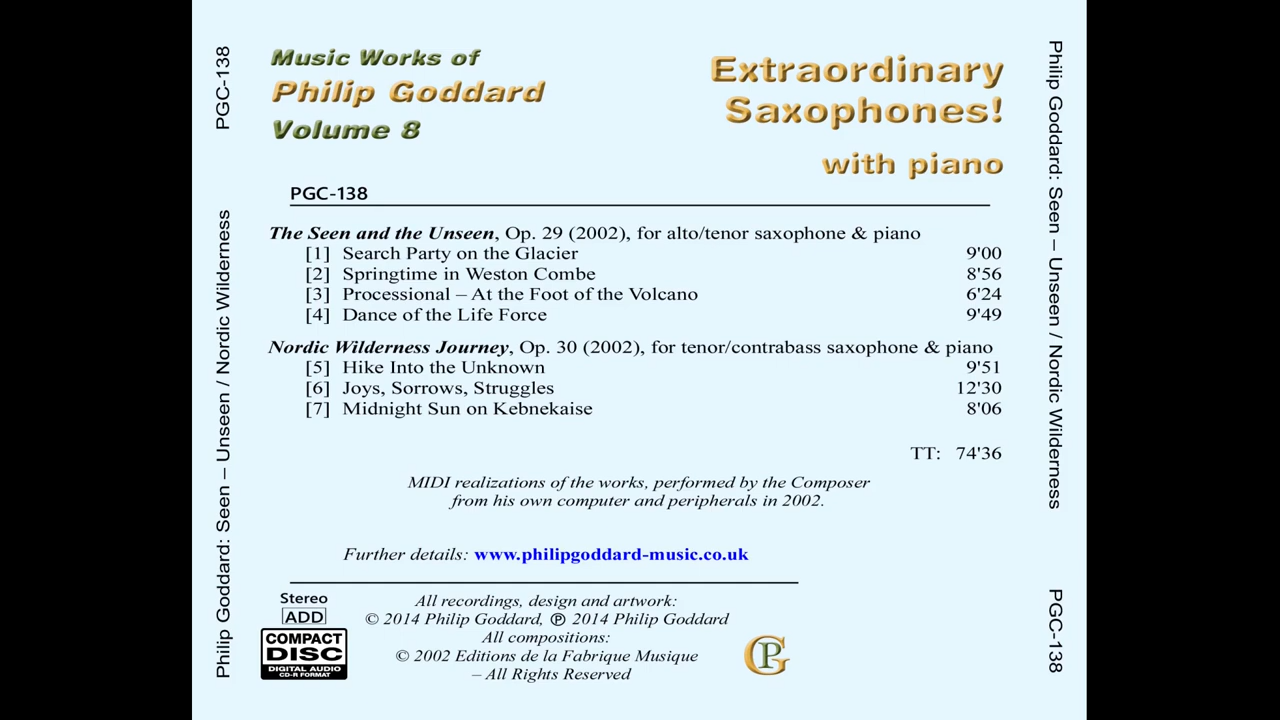 Music Works of
Philip Goddard
Volume 8
Extraordinary
Saxophones!
with piano
PGC-138
The Seen and the Unseen, Op. 29 (2002), for alto/tenor saxophone & piano
[1] Search Party on the Glacier 9'00
[2] Springtime in Weston Combe 8'56
[3] Processional – At the Foot of the Volcano 6'24
[4] Dance of the Life Force 9'49
Nordic Wilderness Journey, Op. 30 (2002), for tenor/contrabass saxophone & piano
[5] Hike Into the Unknown 9'51
[6] Joys, Sorrows, Struggles 12'30
[7] Midnight Sun on Kebnekaise 8'06
TT: 74'36
MIDI realizations of the works, performed by the Composer
from his own computer and peripherals in 2002.
Further details: www.philipgoddard-music.co.uk
Stereo
ADD
COMPACT
DISC
DIGITAL AUDIO
CD-R FORMAT
All recordings, design and artwork:
© 2014 Philip Goddard, ℗ 2014 Philip Goddard
All compositions:
© 2002 Editions de la Fabrique Musique
– All Rights Reserved
PG
Philip Goddard: Seen – Unseen / Nordic Wilderness PGC-138
Philip Goddard: Seen – Unseen / Nordic Wilderness PGC-138